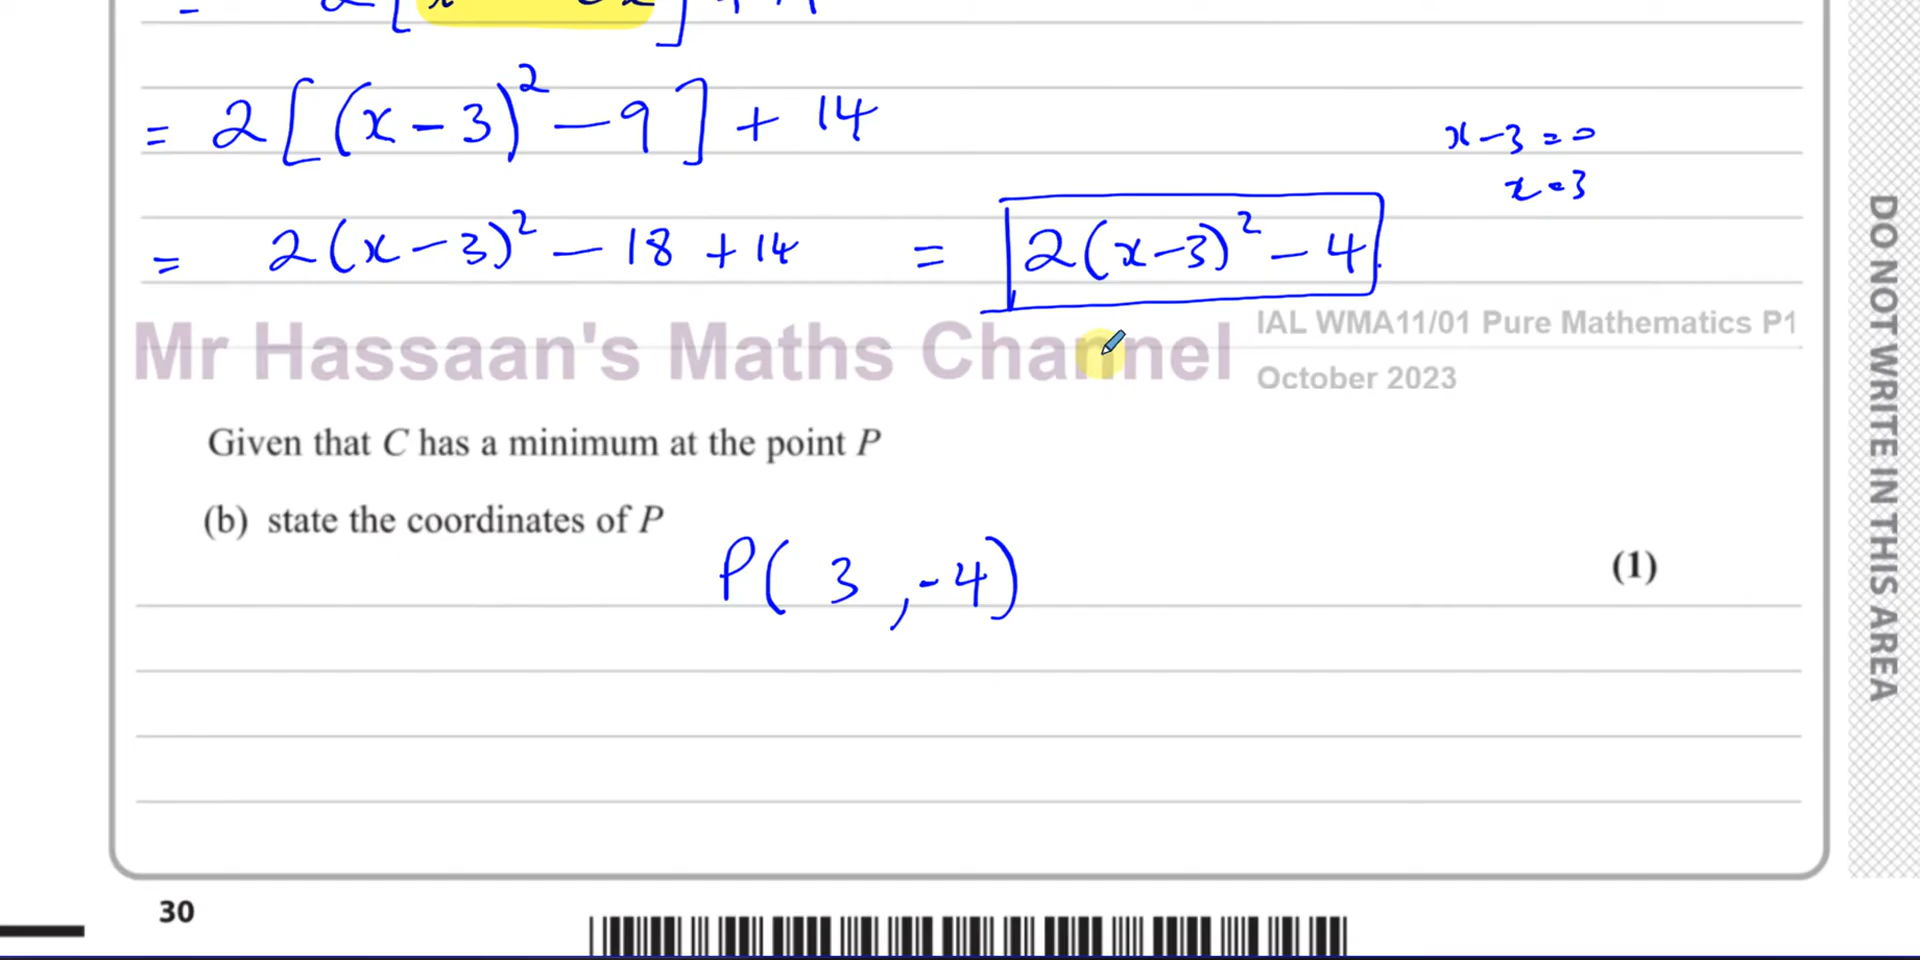 = 2[(x-3)² - 9] + 14
x-3=0
x=3
= 2(x-3)² - 18 + 14 = 2(x-3)² - 4
Mr Hassaan's Maths Channel
IAL WMA11/01 Pure Mathematics P1
October 2023
Given that C has a minimum at the point P
(b) state the coordinates of P
P( 3 , -4)
(1)
30
DO NOT WRITE IN THIS AREA